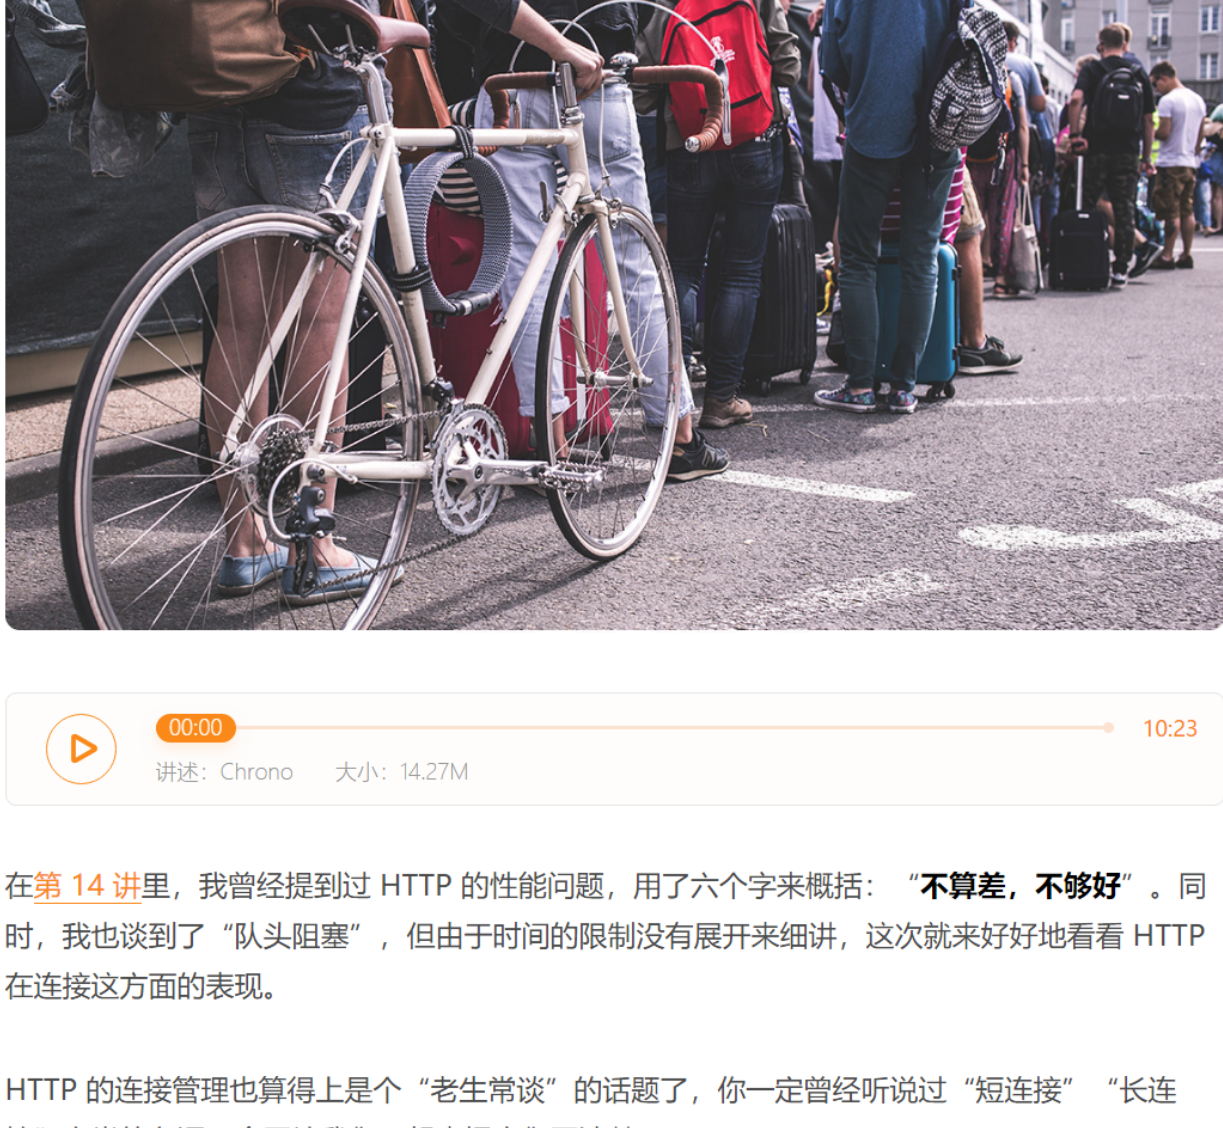 00:00
10:23
讲述：Chrono 大小：14.27M
在第 14 讲里，我曾经提到过 HTTP 的性能问题，用了六个字来概括：“不算差，不够好”。同
时，我也谈到了“队头阻塞”，但由于时间的限制没有展开来细讲，这次就来好好地看看 HTTP
在连接这方面的表现。
HTTP 的连接管理也算得上是个“老生常谈”的话题了，你一定曾经听说过“短连接”“长连